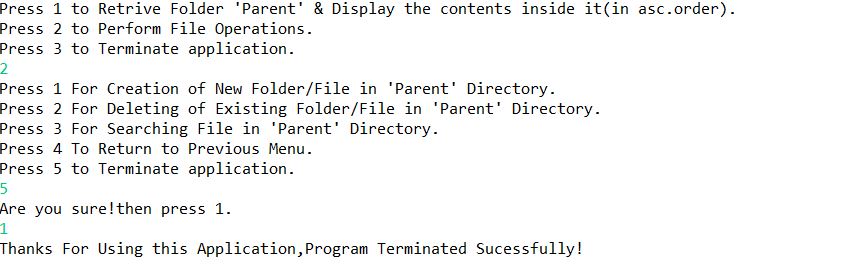 Press 1 to Retrive Folder 'Parent' & Display the contents inside it(in asc.order).
Press 2 to Perform File Operations.
Press 3 to Terminate application.
2
Press 1 For Creation of New Folder/File in 'Parent' Directory.
Press 2 For Deleting of Existing Folder/File in 'Parent' Directory.
Press 3 For Searching File in 'Parent' Directory.
Press 4 To Return to Previous Menu.
Press 5 to Terminate application.
5
Are you sure!then press 1.
1
Thanks For Using this Application,Program Terminated Sucessfully!